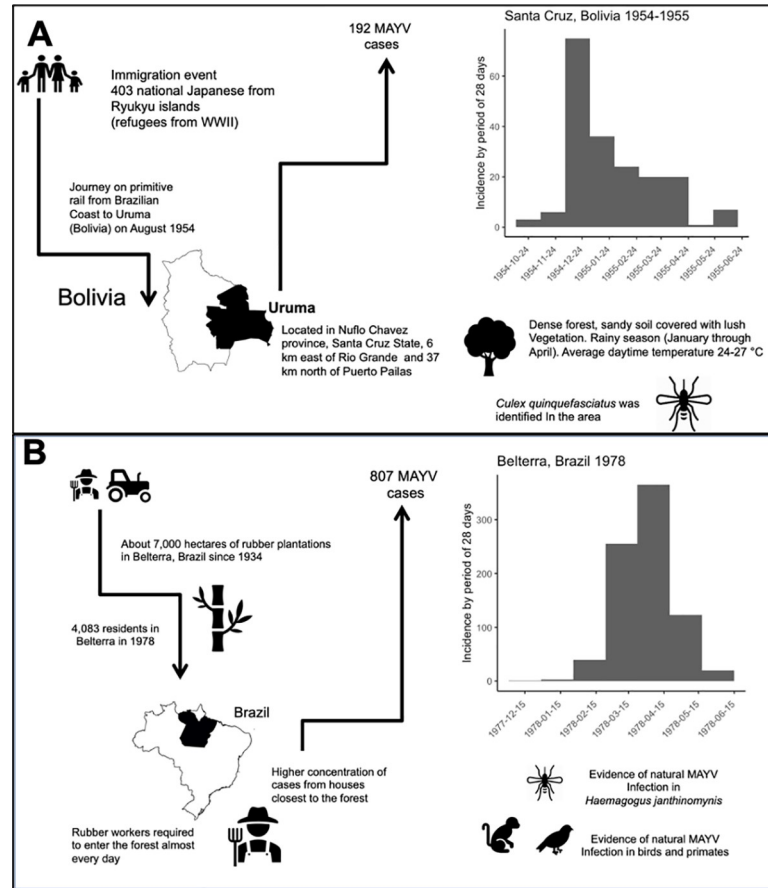 A
192 MAYV
cases
Immigration event
403 national Japanese from
Ryukyu islands
(refugees from WWII)
Journey on primitive
rail from Brazilian
Coast to Uruma
(Bolivia) on August 1954
Bolivia
Uruma
Located in Nuflo Chavez
province, Santa Cruz State, 6
km east of Rio Grande and 37
km north of Puerto Pailas
Santa Cruz, Bolivia 1954-1955
Incidence by period of 28 days
60
40
20
0
1954-10-24
1954-11-24
1954-12-24
1955-01-24
1955-02-24
1955-03-24
1955-04-24
1955-05-24
1955-06-24
Dense forest, sandy soil covered with lush
Vegetation. Rainy season (January through
April). Average daytime temperature 24-27 °C
Culex quinquefasciatus was
identified In the area
B
807 MAYV
cases
About 7,000 hectares of rubber plantations
in Belterra, Brazil since 1934
4,083 residents in
Belterra in 1978
Brazil
Higher concentration of
cases from houses
closest to the forest
Rubber workers required
to enter the forest almost
every day
Belterra, Brazil 1978
Incidence by period of 28 days
300
200
100
0
1977-12-15
1978-01-15
1978-02-15
1978-03-15
1978-04-15
1978-05-15
1978-06-15
Evidence of natural MAYV
Infection in
Haemagogus janthinomynis
Evidence of natural MAYV
Infection in birds and primates